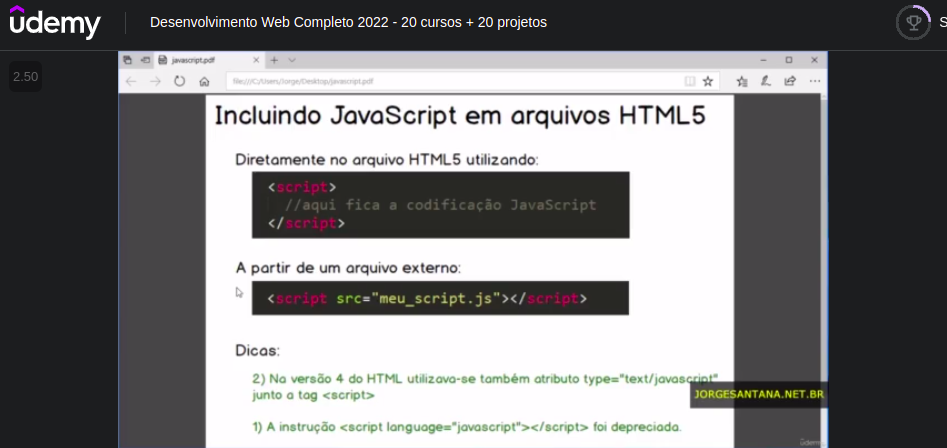 ûdemy
Desenvolvimento Web Completo 2022 - 20 cursos + 20 projetos
S
2.50
javascript.pdf
file:///C:/Users/Jorge/Desktop/javascript.pdf
Incluindo JavaScript em arquivos HTML5
Diretamente no arquivo HTML5 utilizando:
<script>
//aqui fica a codificação JavaScript
</script>
A partir de um arquivo externo:
<script src="meu_script.js"></script>
Dicas:
2) Na versão 4 do HTML utilizava-se também atributo type="text/javascript"
junto a tag <script>
JORGESANTANA.NET.BR
1) A instrução <script language="javascript"></script> foi depreciada.
ûdemy